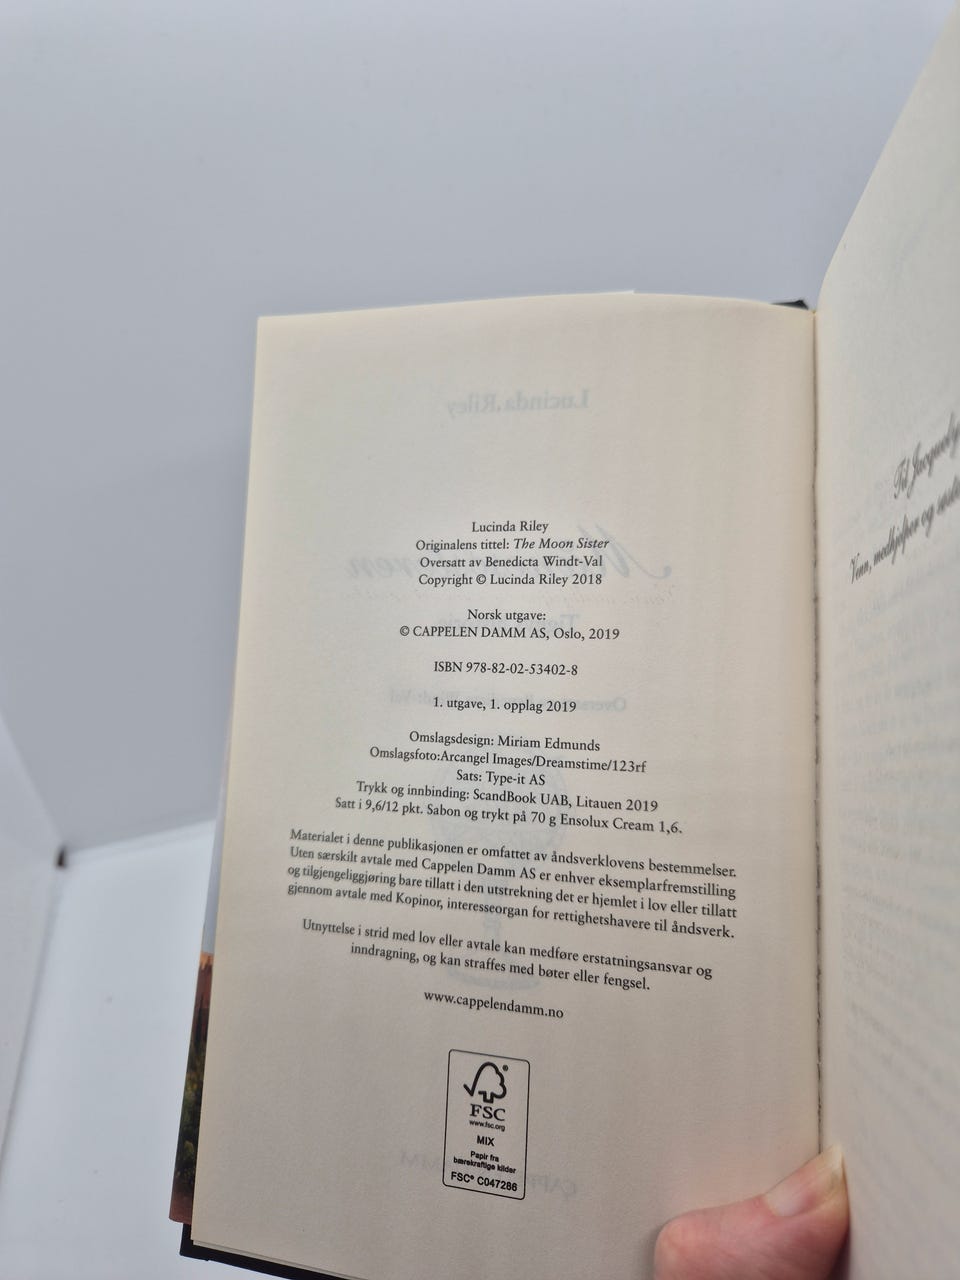 Lucinda Riley
Originalens tittel: The Moon Sister
Oversatt av Benedicta Windt-Val
Copyright © Lucinda Riley 2018
Norsk utgave:
© CAPPELEN DAMM AS, Oslo, 2019
ISBN 978-82-02-53402-8
1. utgave, 1. opplag 2019
Omslagsdesign: Miriam Edmunds
Omslagsfoto:Arcangel Images/Dreamstime/123rf
Sats: Type-it AS
Trykk og innbinding: ScandBook UAB, Litauen 2019
Satt i 9,6/12 pkt. Sabon og trykt på 70 g Ensolux Cream 1,6.
Materialet i denne publikasjonen er omfattet av åndsverklovens bestemmelser.
Uten særskilt avtale med Cappelen Damm AS er enhver eksemplarfremstilling
og tilgjengeliggjøring bare tillatt i den utstrekning det er hjemlet i lov eller tillatt
gjennom avtale med Kopinor, interesseorgan for rettighetshavere til åndsverk.
Utnyttelse i strid med lov eller avtale kan medføre erstatningsansvar og
inndragning, og kan straffes med bøter eller fengsel.
www.cappelendamm.no
FSC
www.fsc.org
MIX
Papir fra
bærekraftige kilder
FSC® C047286
Til
Venn, medhjelper og